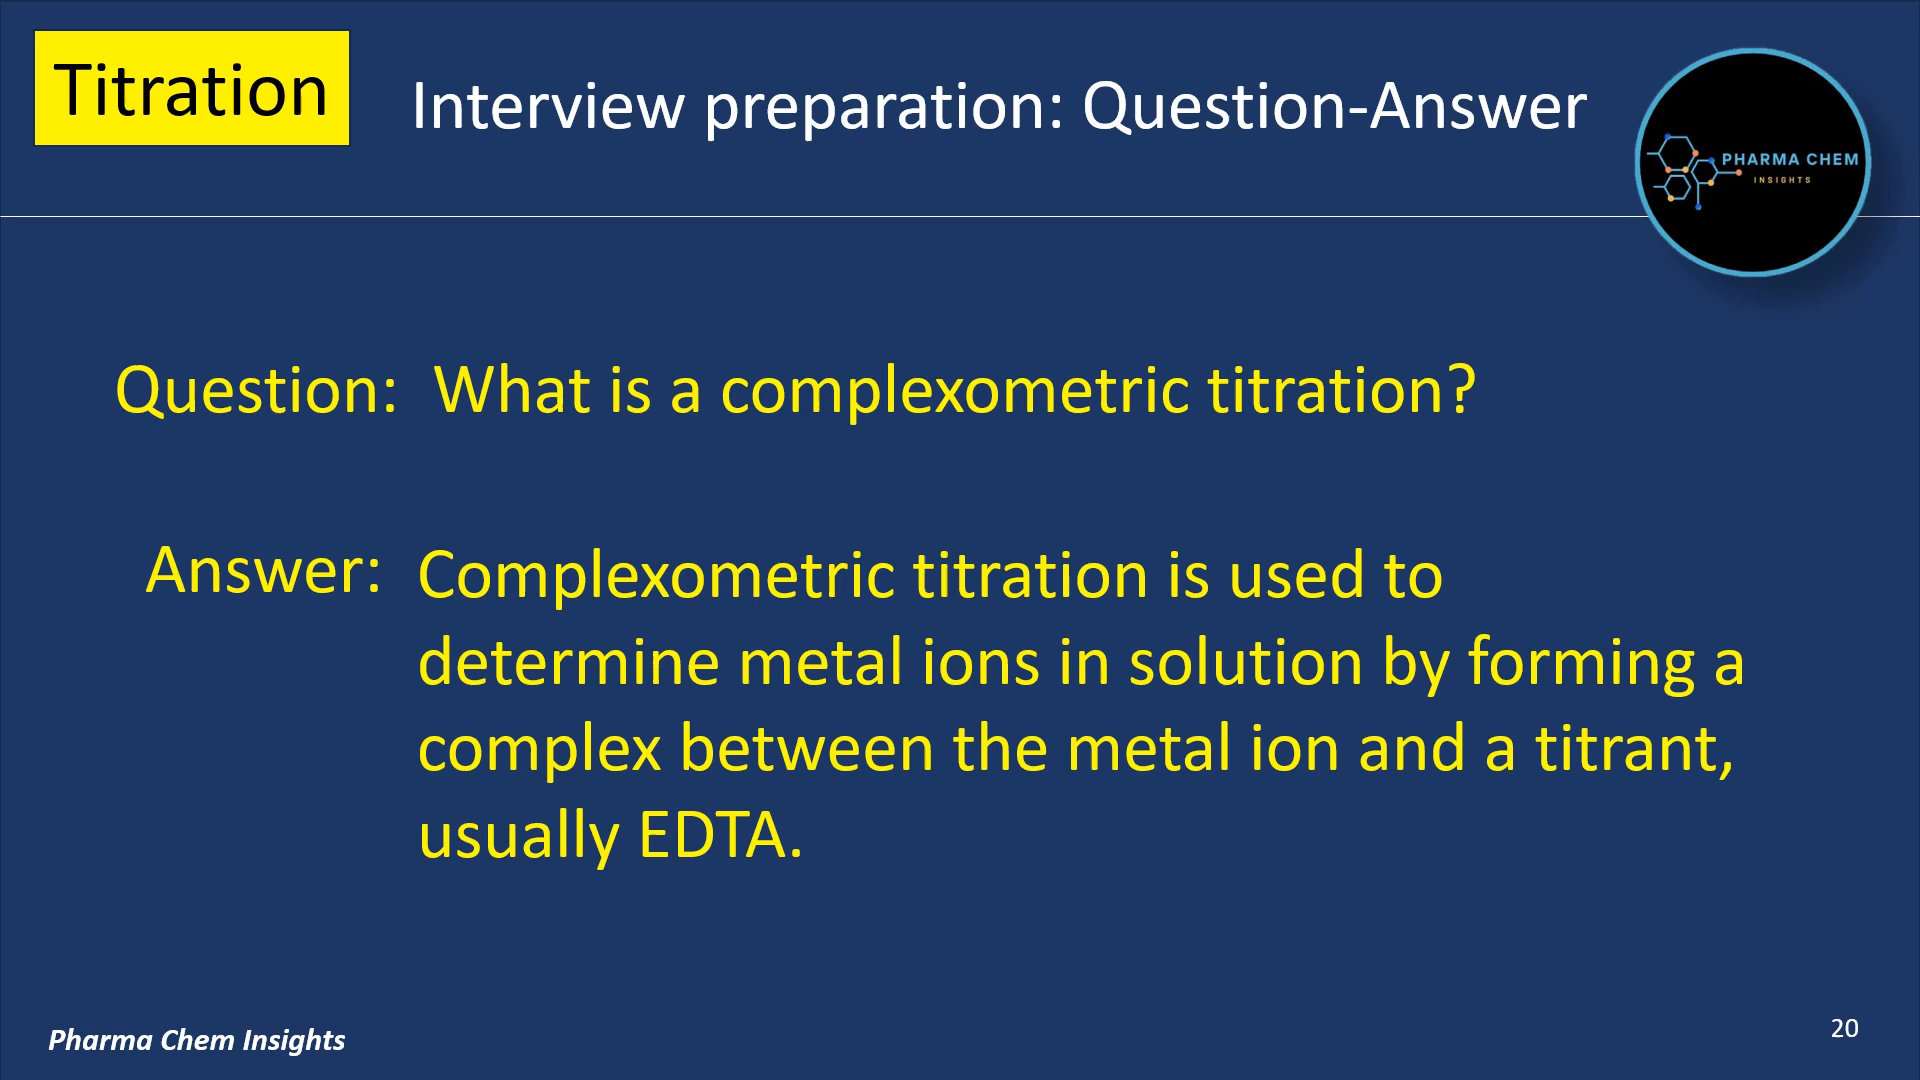 Titration
Interview preparation: Question-Answer
PHARMA CHEM
INSIGHTS
Question: What is a complexometric titration?
Answer: Complexometric titration is used to
determine metal ions in solution by forming a
complex between the metal ion and a titrant,
usually EDTA.
Pharma Chem Insights
20